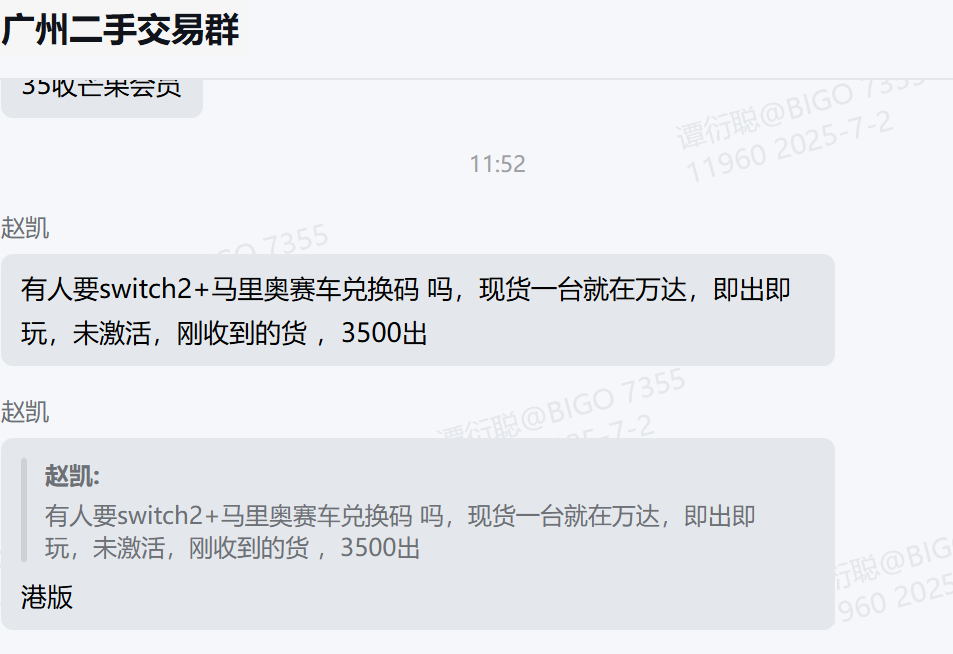 广州二手交易群
35收芒果会员
谭衍聪@BIGO 7355
11960 2025-7-2
11:52
赵凯
BIGO 7355
有人要switch2+马里奥赛车兑换码 吗，现货一台就在万达，即出即
玩，未激活，刚收到的货 ，3500出
谭衍聪@BIGO 7355
25-7-2
赵凯
赵凯:
有人要switch2+马里奥赛车兑换码 吗，现货一台就在万达，即出即
玩，未激活，刚收到的货 ，3500出
衍聪@BIG
960 2025
港版